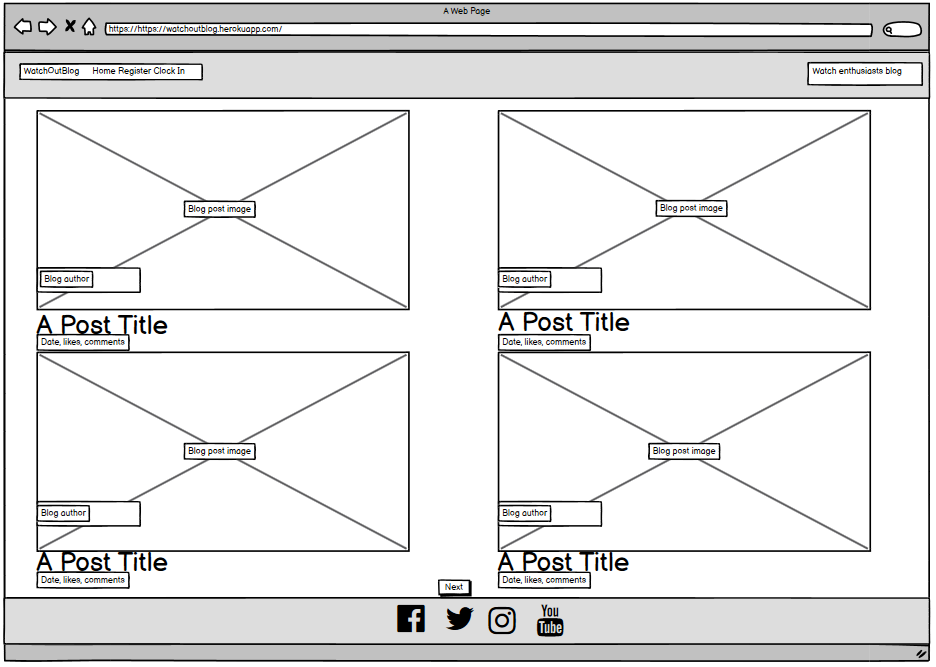 A Web Page
https://https://watchoutblog.herokuapp.com/
WatchOutBlog Home Register Clock In
Watch enthusiasts blog
Blog post image
Blog post image
Blog author
Blog author
A Post Title
A Post Title
Date, likes, comments
Date, likes, comments
Blog post image
Blog post image
Blog author
Blog author
A Post Title
A Post Title
Date, likes, comments
Date, likes, comments
Next
You
Tube